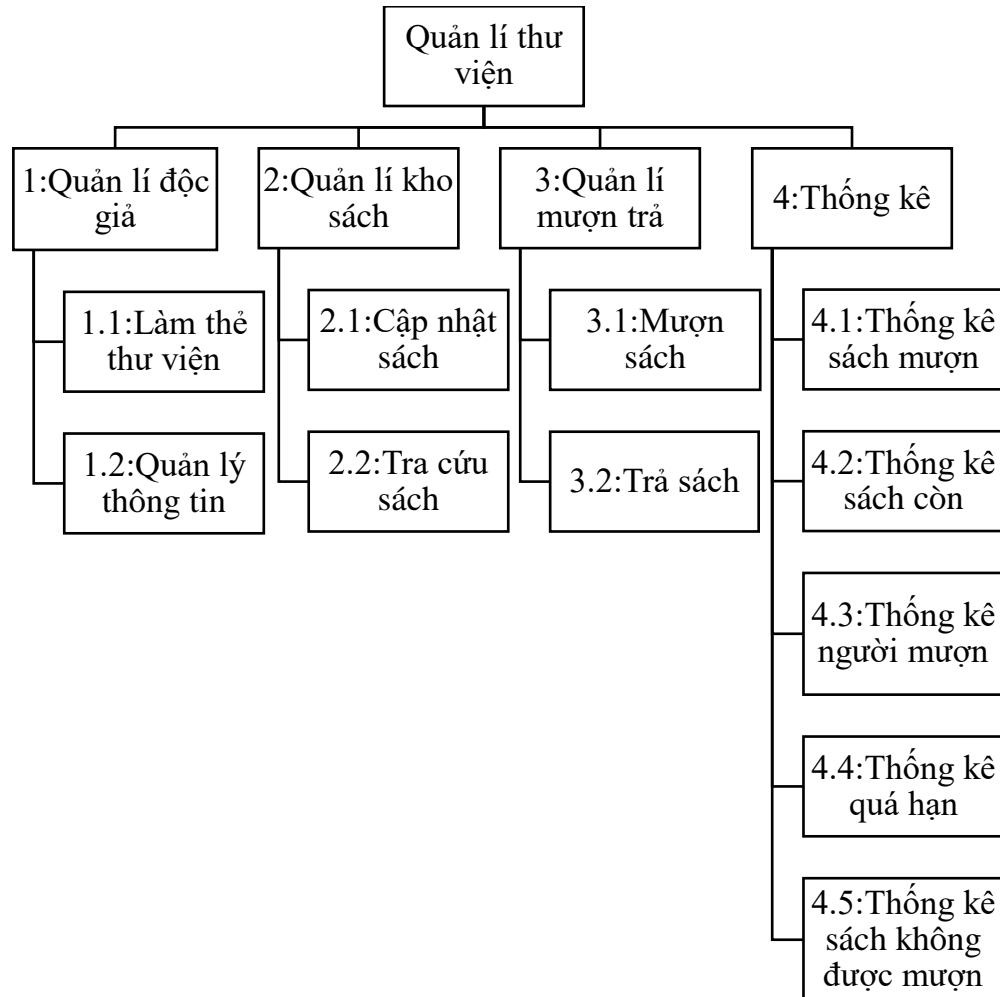 Quản lí thư
viện
1:Quản lí độc
giả
2:Quản lí kho
sách
3:Quản lí
mượn trả
4:Thống kê
1.1:Làm thẻ
thư viện
2.1:Cập nhật
sách
3.1:Mượn
sách
4.1:Thống kê
sách mượn
1.2:Quản lý
thông tin
2.2:Tra cứu
sách
3.2:Trả sách
4.2:Thống kê
sách còn
4.3:Thống kê
người mượn
4.4:Thống kê
quá hạn
4.5:Thống kê
sách không
được mượn